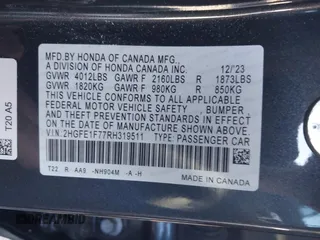 MFD.BY HONDA OF CANADA MFG.,
A DIVISION OF HONDA CANADA INC. 12/'23
GVWR 4012LBS GAWR F 2160LBS R 1873LBS
GVWR 1820KG GAWR F 980KG R 850KG
THIS VEHICLE CONFORMS TO ALL APPLICABLE
FEDERAL MOTOR VEHICLE SAFETY, BUMPER,
AND THEFT PREVENTION STANDARDS IN EFFECT
ON THE DATE OF MANUFACTURE SHOWN ABOVE.
V.I.N. 2HGFE1F77RH319511 TYPE: PASSENGER CAR
T22 R AA9 -NH904M -A -H
MADE IN CANADA
T20 A5